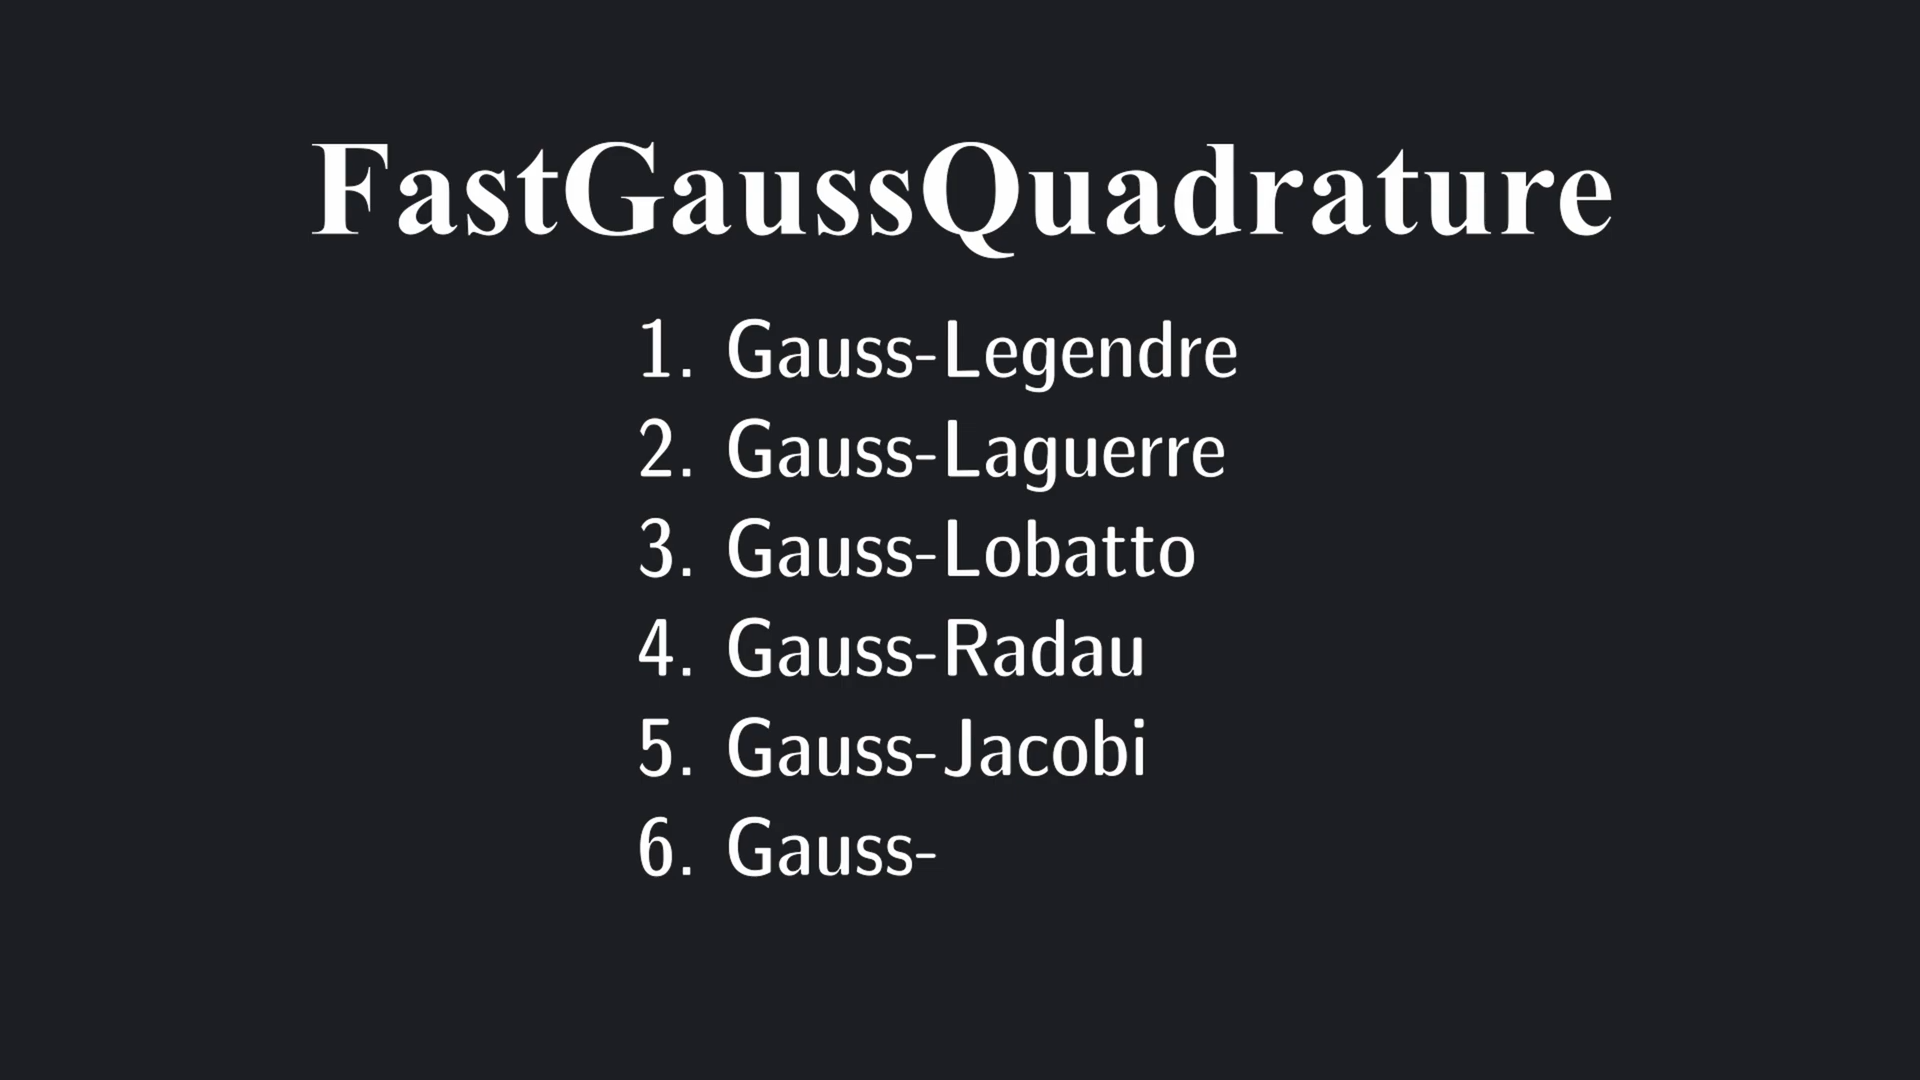 FastGaussQuadrature
1. Gauss-Legendre
2. Gauss-Laguerre
3. Gauss-Lobatto
4. Gauss-Radau
5. Gauss-Jacobi
6. Gauss-